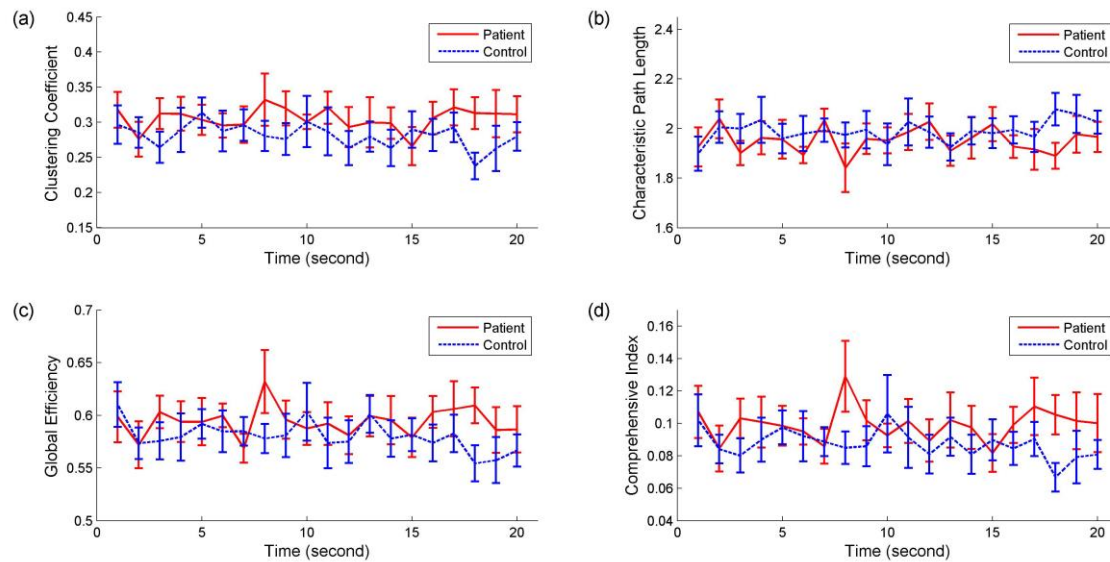 (a)
0.45
0.4
0.35
0.3
0.25
0.2
0.15
Clustering Coefficient
Patient
Control
0
5
10
15
20
Time (second)
(b)
2.4
2.2
2
1.8
1.6
Characteristic Path Length
Patient
Control
0
5
10
15
20
Time (second)
(c)
0.7
0.65
0.6
0.55
0.5
Global Efficiency
Patient
Control
0
5
10
15
20
Time (second)
(d)
0.16
0.14
0.12
0.1
0.08
0.06
0.04
Comprehensive Index
Patient
Control
0
5
10
15
20
Time (second)